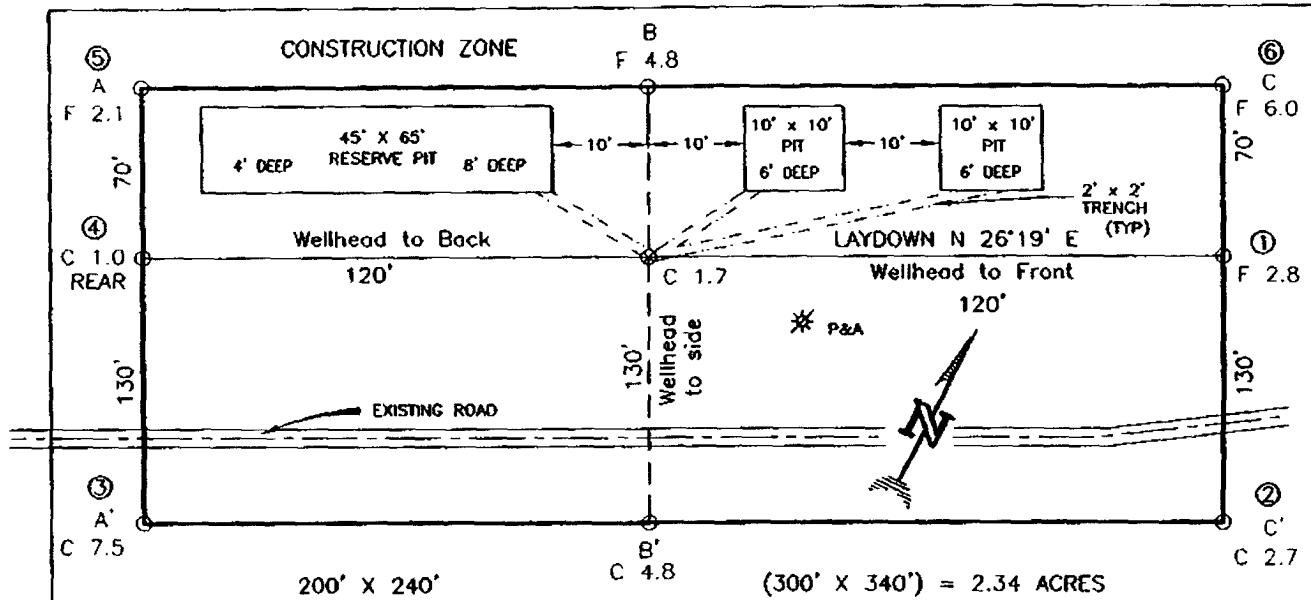 ⑤ CONSTRUCTION ZONE B ⑥
A F 4.8 C
F 2.1 F 6.0
45' X 65'
RESERVE PIT
4' DEEP 8' DEEP
10'
10'
10' x 10'
PIT
6' DEEP
10'
10' x 10'
PIT
6' DEEP
70'
70'
2' x 2'
TRENCH
(TYP)
④
C 1.0
REAR
Wellhead to Back
120'
C 1.7
LAYDOWN N 26°19' E
Wellhead to Front
120'
①
F 2.8
P&A
130'
130'
Wellhead
to side
130'
EXISTING ROAD
N
③
A'
C 7.5
B'
C 4.8
②
C'
C 2.7
200' X 240' (300' X 340') = 2.34 ACRES